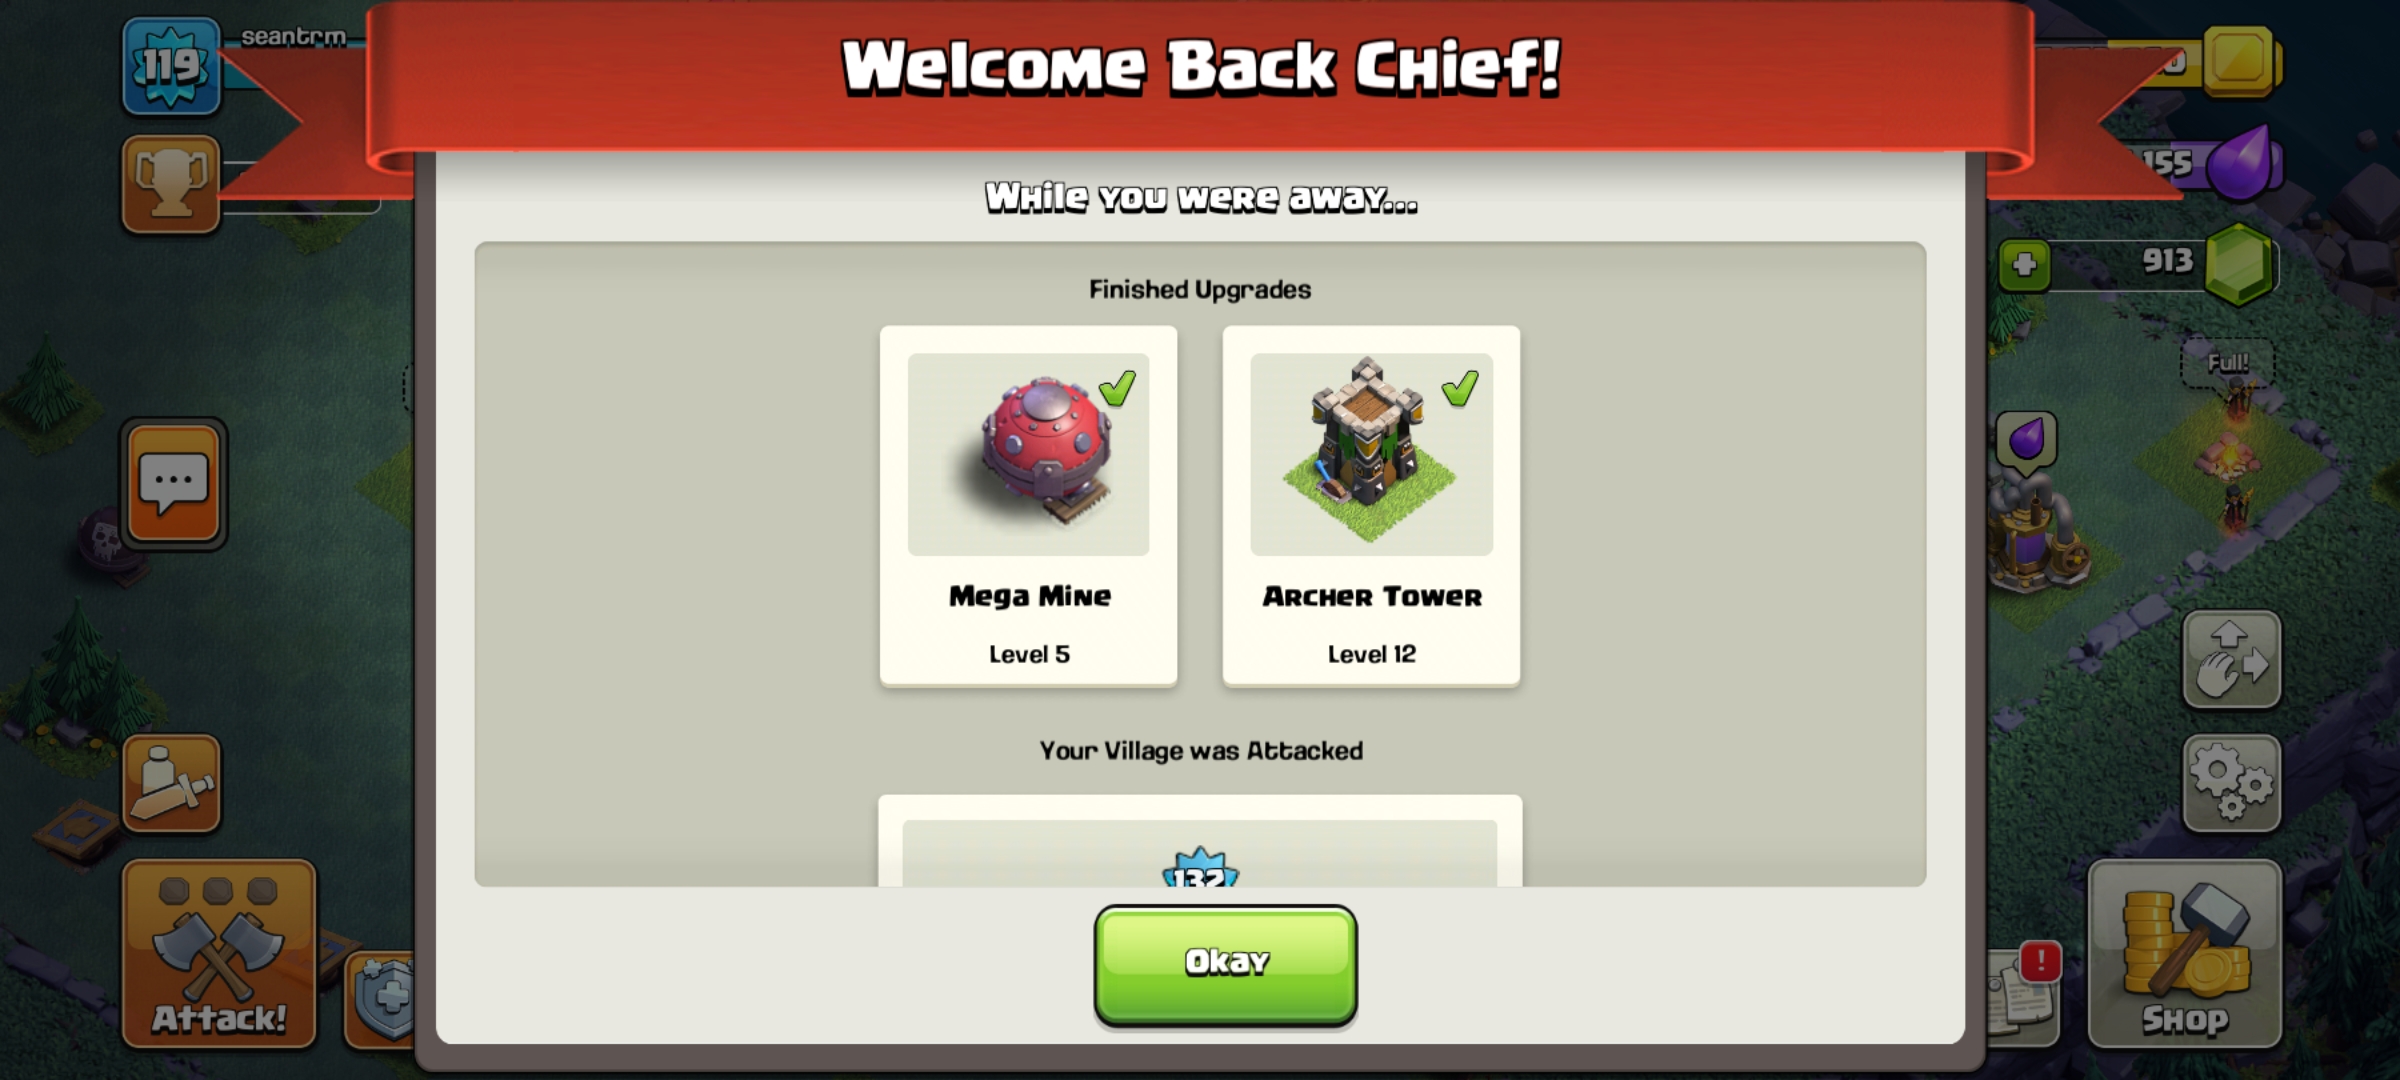 119
seantrm
Welcome Back Chief!
155
While you were away...
913
Finished Upgrades
Full!
Mega Mine
Archer Tower
Level 5
Level 12
Your Village was Attacked
132
Okay
!
Attack!
Shop